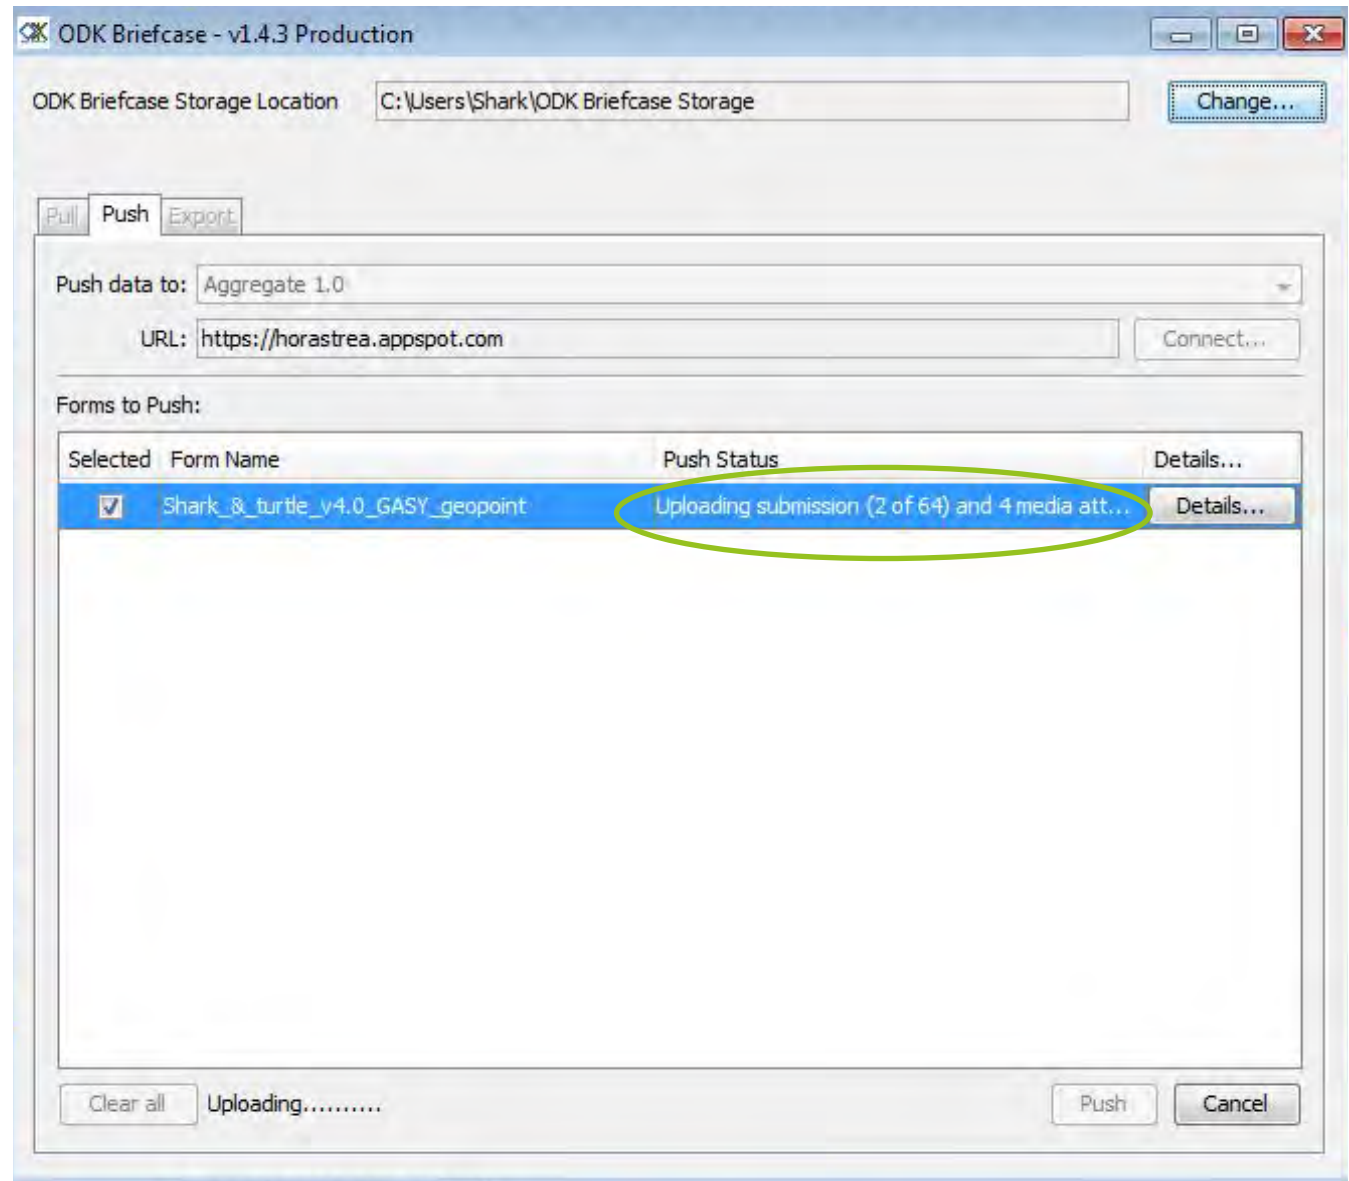 ODK Briefcase - v1.4.3 Production
ODK Briefcase Storage Location C:\Users\Shark\ODK Briefcase Storage Change...
Pull Push Export
Push data to: Aggregate 1.0
URL: https://horastrea.appspot.com Connect...
Forms to Push:
Selected Form Name Push Status Details...
Shark_&_turtle_v4.0_GASY_geopoint Uploading submission (2 of 64) and 4 media att... Details...
Clear all Uploading.......... Push Cancel